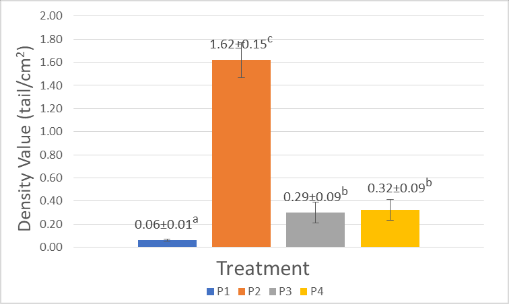 2.00
1.80
1.60
1.40
1.20
1.00
0.80
0.60
0.40
0.20
0.00
Density Value (tail/cm²)
0.06±0.01ᵃ
1.62±0.15ᶜ
0.29±0.09ᵇ
0.32±0.09ᵇ
Treatment
P1 P2 P3 P4